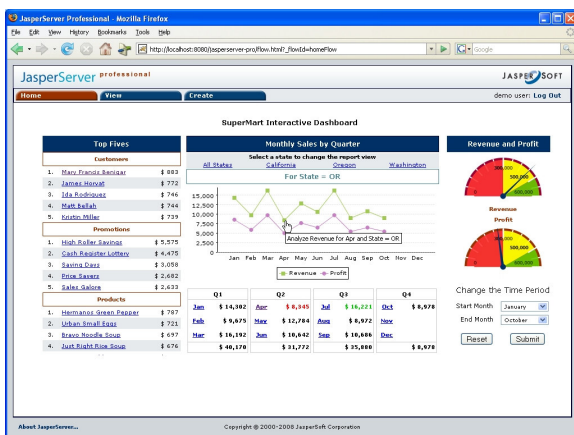 JasperServer Professional - Mozilla Firefox
File Edit View History Bookmarks Tools Help
http://localhost:8080/jasperserver-pro/flow.html?_flowId=homeFlow
Google
JasperServer professional
JASPERSOFT
Home View Create
demo user: Log Out
SuperMart Interactive Dashboard
Top Fives
Customers
1. Mary Francis Benigar $ 883
2. James Horvat $ 772
3. Ida Rodriguez $ 746
4. Matt Bellah $ 744
5. Kristin Miller $ 739
Promotions
1. High Roller Savings $ 5,575
2. Cash Register Lottery $ 4,475
3. Saving Days $ 3,058
4. Price Savers $ 2,682
5. Sales Galore $ 2,633
Products
1. Hermanos Green Pepper $ 787
2. Urban Small Eggs $ 721
3. Bravo Noodle Soup $ 697
4. Just Right Rice Soup $ 676
Monthly Sales by Quarter
Select a state to change the report view
All States California Oregon Washington
For State = OR
15,000
12,500
10,000
7,500
5,000
2,500
0
Analyze Revenue for Apr and State = OR
Jan Feb Mar Apr May Jun Jul Aug Sep Oct Nov Dec
Revenue Profit
Q1 Q2 Q3 Q4
Jan $ 14,302 Apr $ 8,345 Jul $ 16,221 Oct $ 8,978
Feb $ 9,675 May $ 12,784 Aug $ 8,972 Nov
Mar $ 16,192 Jun $ 10,642 Sep $ 10,686 Dec
$ 40,170 $ 31,772 $ 35,880 $ 8,978
Revenue and Profit
500,000
0
Revenue
Profit
500,000
0
Change the Time Period
Start Month January
End Month October
Reset Submit
About JasperServer...
Copyright © 2000-2008 JasperSoft Corporation